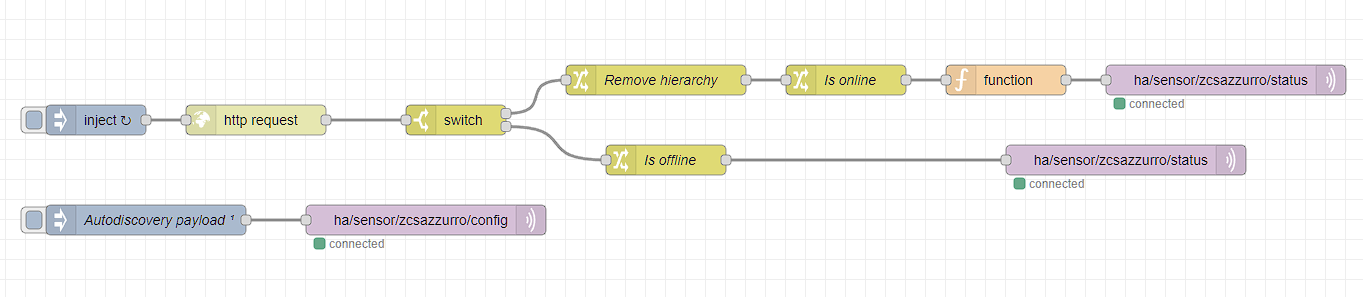 Remove hierarchy
Is online
function
ha/sensor/zcsazzurro/status
connected
inject ↻
http request
switch
Is offline
ha/sensor/zcsazzurro/status
connected
Autodiscovery payload ¹
ha/sensor/zcsazzurro/config
connected